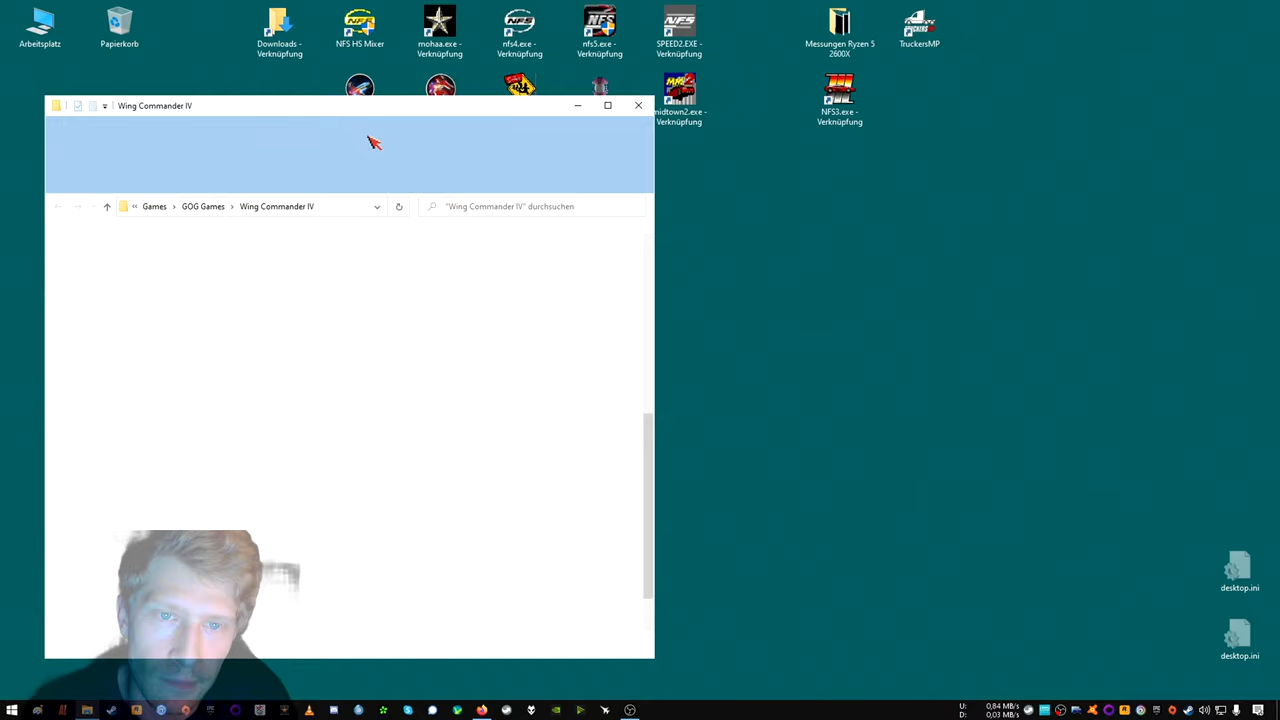 Arbeitsplatz
Papierkorb
Downloads -
Verknüpfung
NFS HS Mixer
mohaa.exe -
Verknüpfung
nfs4.exe -
Verknüpfung
nfs5.exe -
Verknüpfung
SPEED2.EXE -
Verknüpfung
Messungen Ryzen 5
2600X
TruckersMP
midtown2.exe -
Verknüpfung
NFS3.exe -
Verknüpfung
Wing Commander IV
« Games › GOG Games › Wing Commander IV
"Wing Commander IV" durchsuchen
desktop.ini
desktop.ini
U: 0,84 MB/s
D: 0,03 MB/s